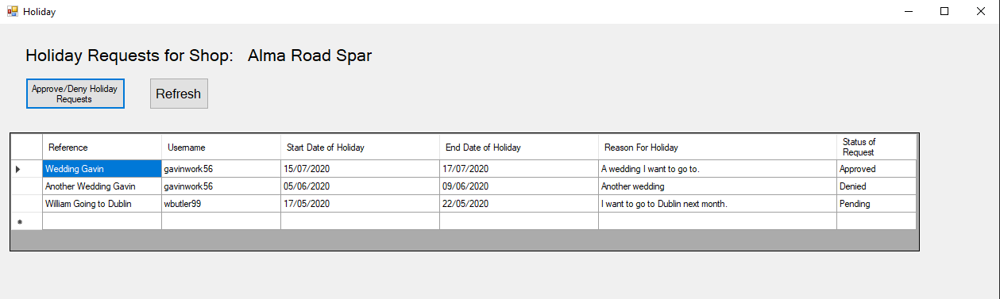 Holiday
Holiday Requests for Shop: Alma Road Spar
Approve/Deny Holiday
Requests
Refresh
Reference Username Start Date of Holiday End Date of Holiday Reason For Holiday Status of
Request
Wedding Gavin gavinwork56 15/07/2020 17/07/2020 A wedding I want to go to. Approved
Another Wedding Gavin gavinwork56 05/06/2020 09/06/2020 Another wedding Denied
William Going to Dublin wbutler99 17/05/2020 22/05/2020 I want to go to Dublin next month. Pending